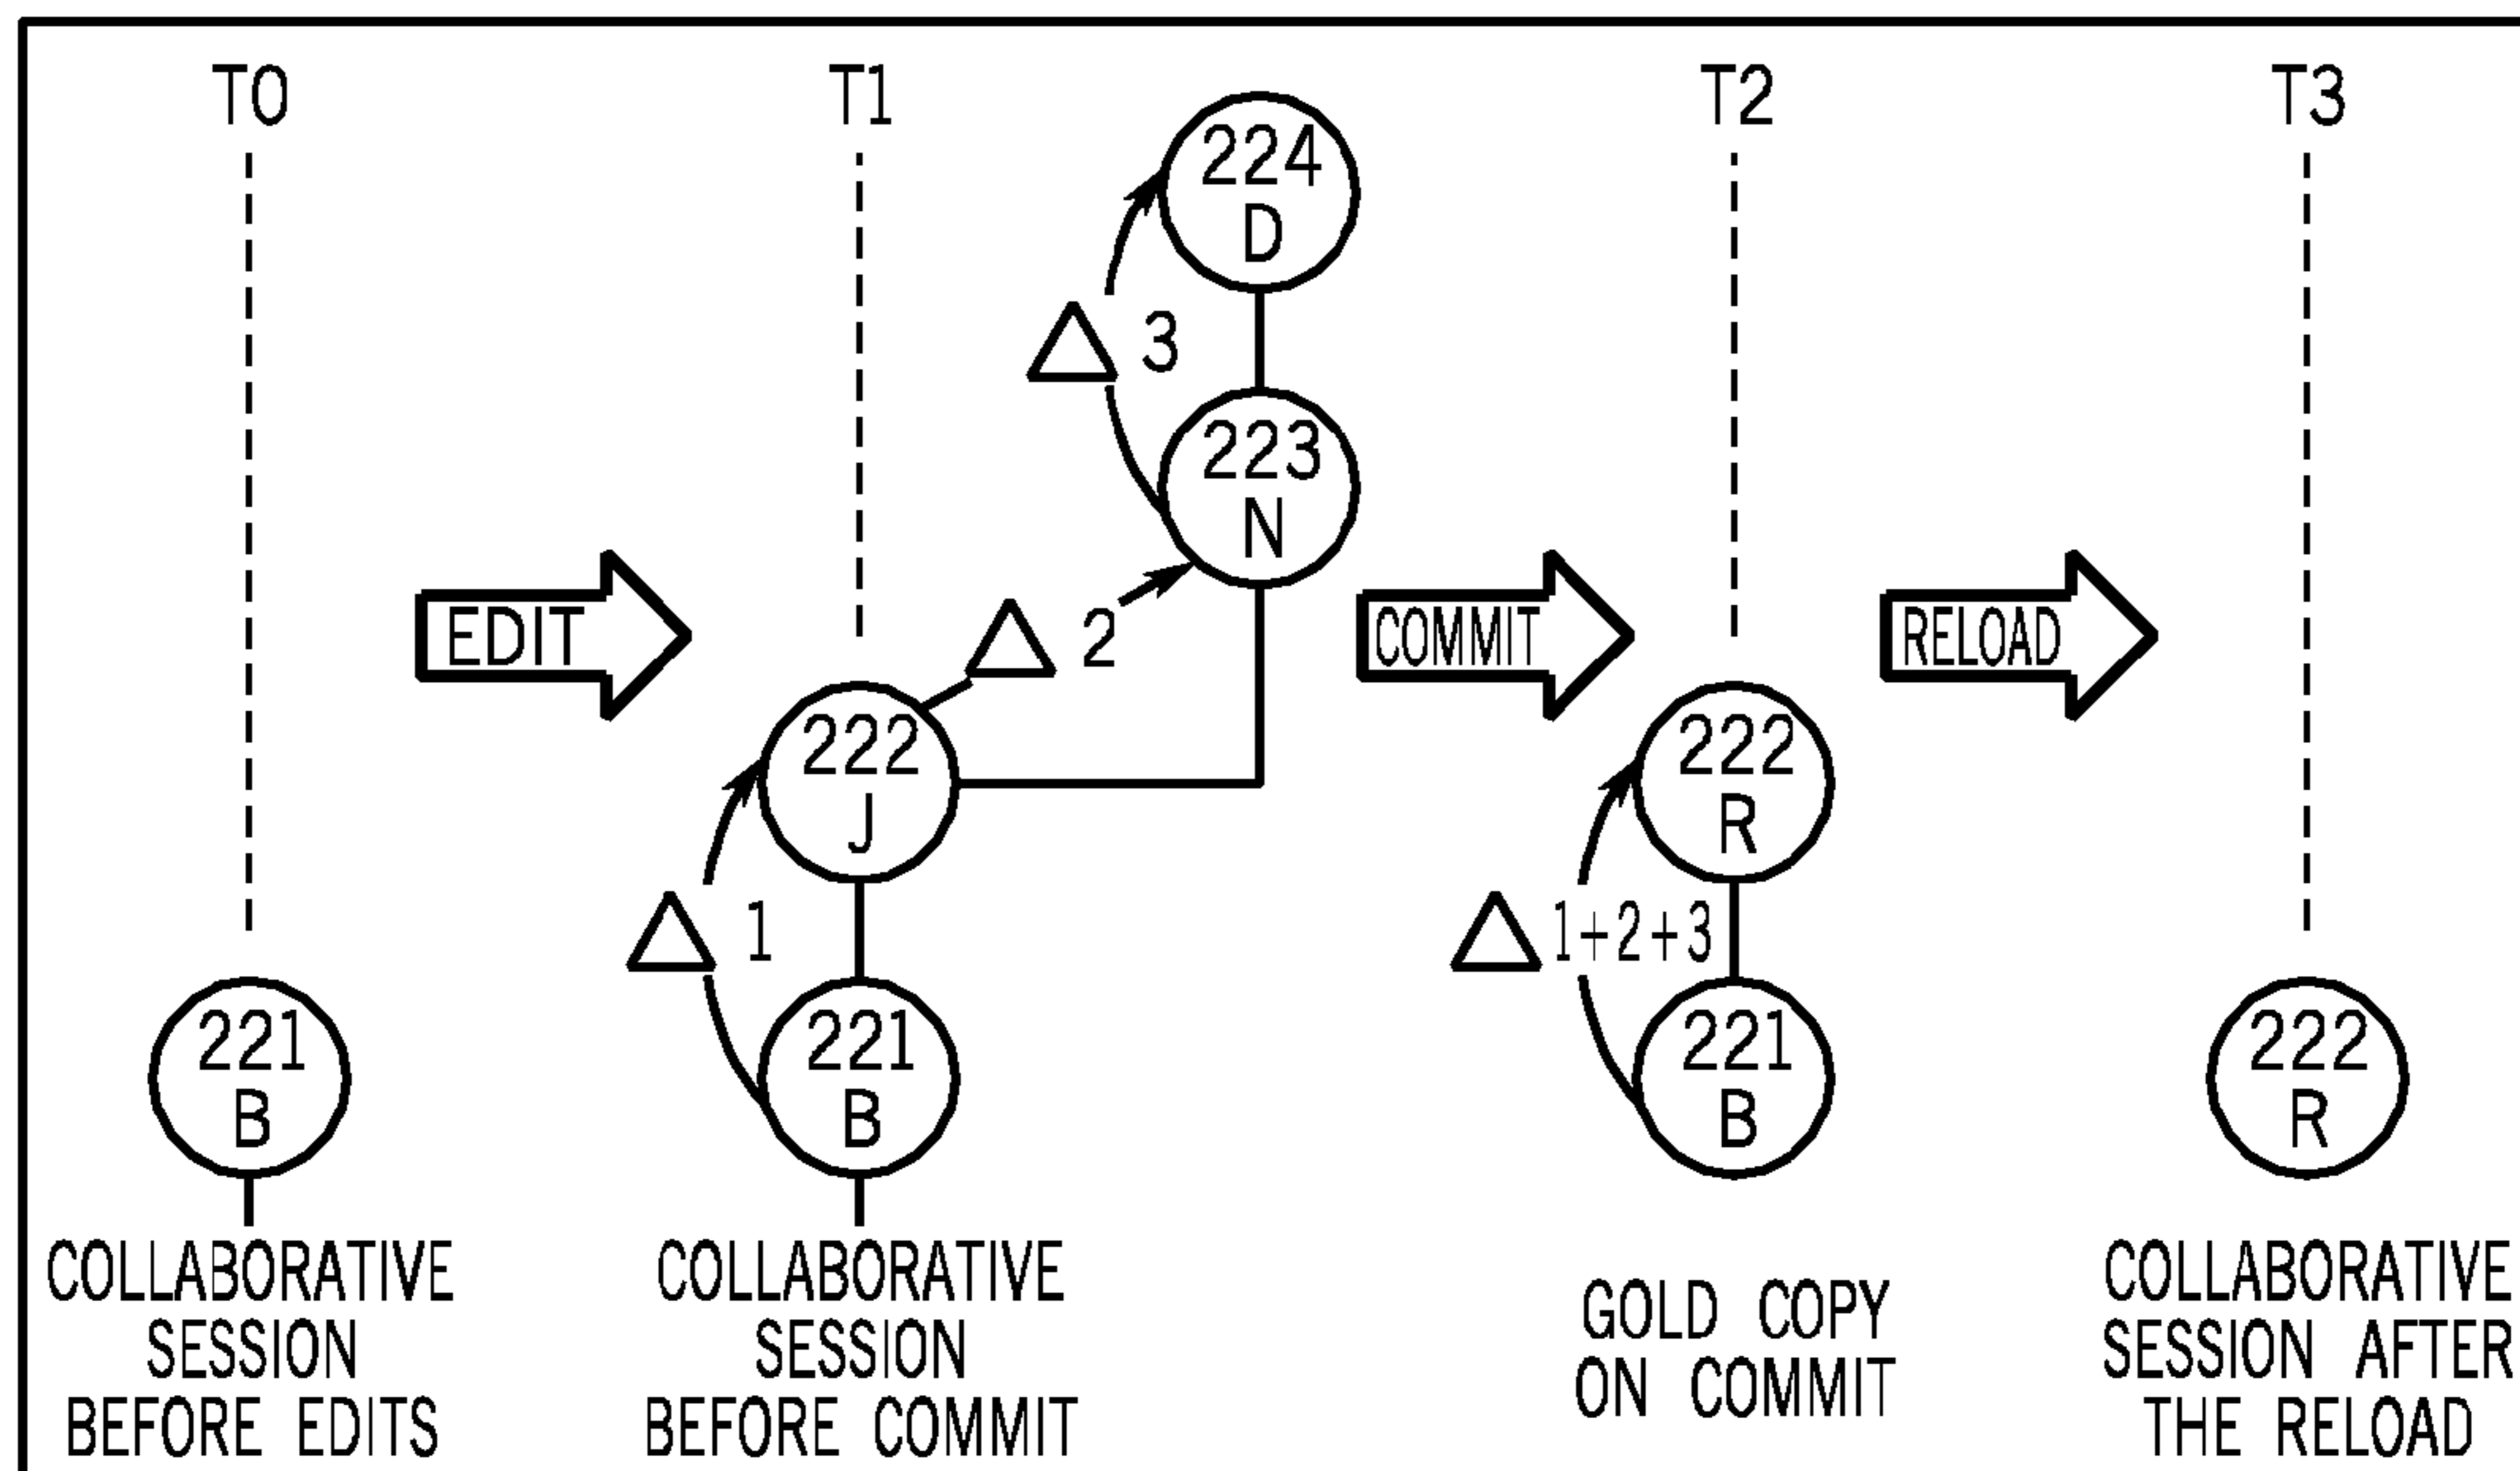 T0
T1
T2
T3
224
D
△ 3
223
N
EDIT
△ 2
COMMIT
RELOAD
222
J
222
R
△ 1
△ 1+2+3
221
B
221
B
221
B
222
R
COLLABORATIVE
SESSION
BEFORE EDITS
COLLABORATIVE
SESSION
BEFORE COMMIT
GOLD COPY
ON COMMIT
COLLABORATIVE
SESSION AFTER
THE RELOAD